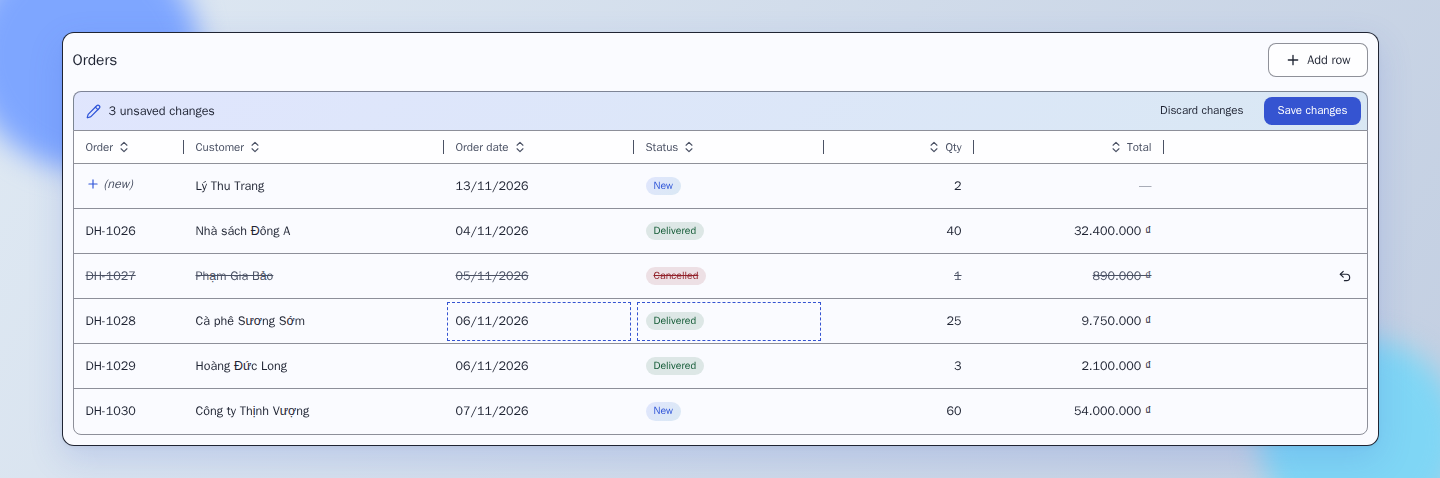 Orders
Add row
3 unsaved changes
Discard changes
Save changes
Order Customer Order date Status Qty Total
(new) Lý Thu Trang 13/11/2026 New 2 —
DH-1026 Nhà sách Đông A 04/11/2026 Delivered 40 32.400.000 ₫
DH-1027 Phạm Gia Bảo 05/11/2026 Cancelled 1 890.000 ₫
DH-1028 Cà phê Sương Sớm 06/11/2026 Delivered 25 9.750.000 ₫
DH-1029 Hoàng Đức Long 06/11/2026 Delivered 3 2.100.000 ₫
DH-1030 Công ty Thịnh Vượng 07/11/2026 New 60 54.000.000 ₫